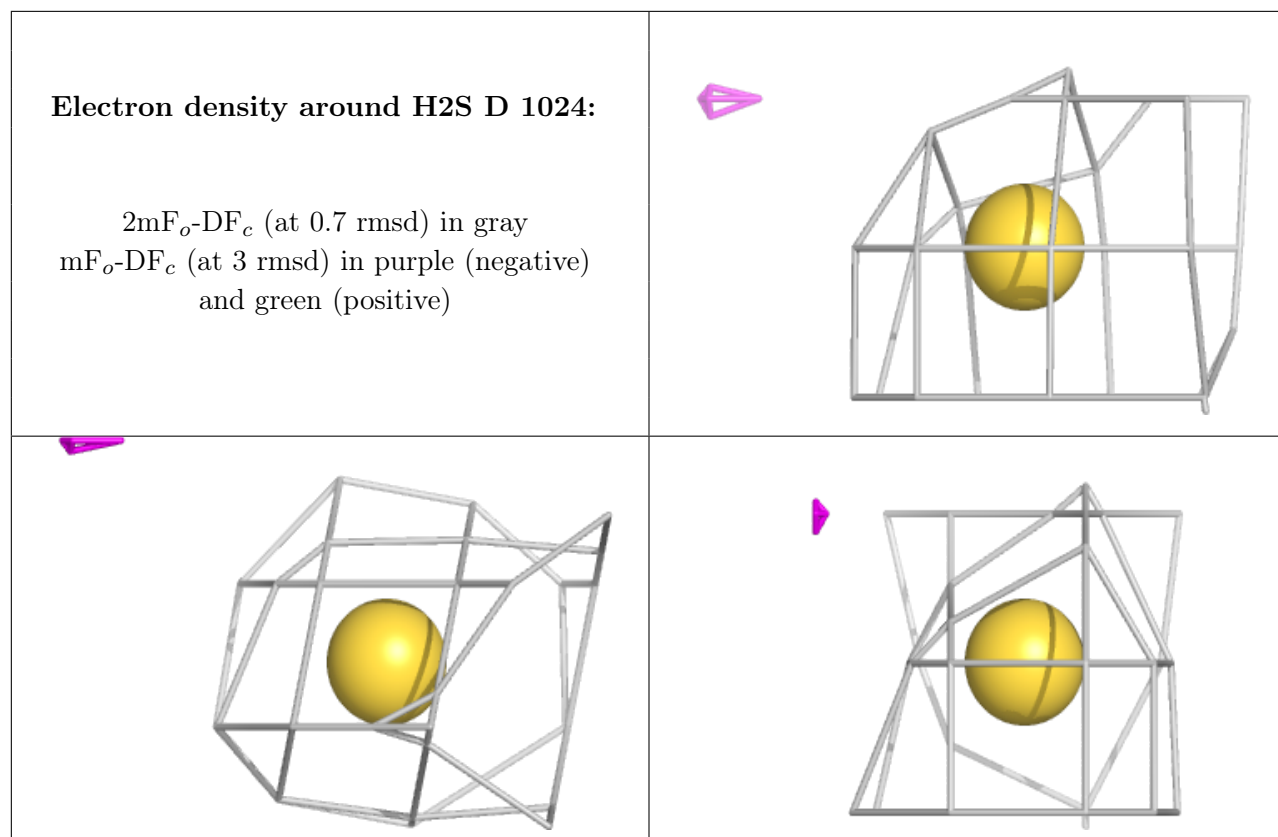 Electron density around H2S D 1024:
2mFo-DFc (at 0.7 rmsd) in gray
mFo-DFc (at 3 rmsd) in purple (negative)
and green (positive)